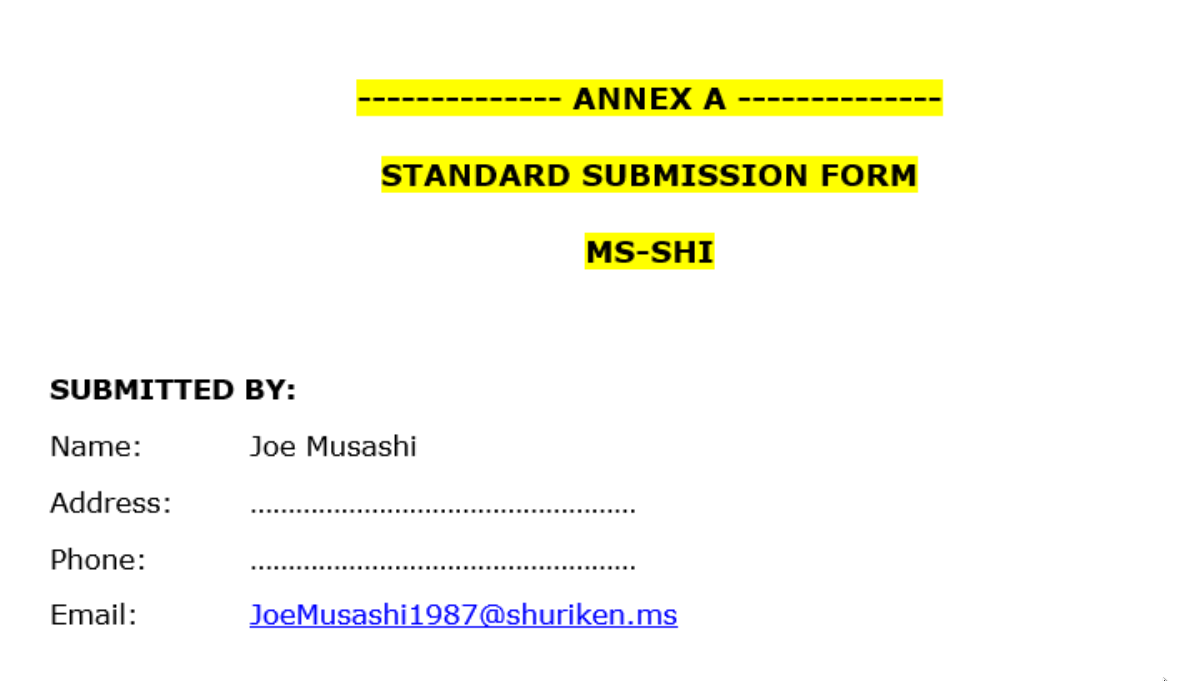 -------------- ANNEX A --------------
STANDARD SUBMISSION FORM
MS-SHI
SUBMITTED BY:
Name: Joe Musashi
Address: ...................................................
Phone: ...................................................
Email: JoeMusashi1987@shuriken.ms